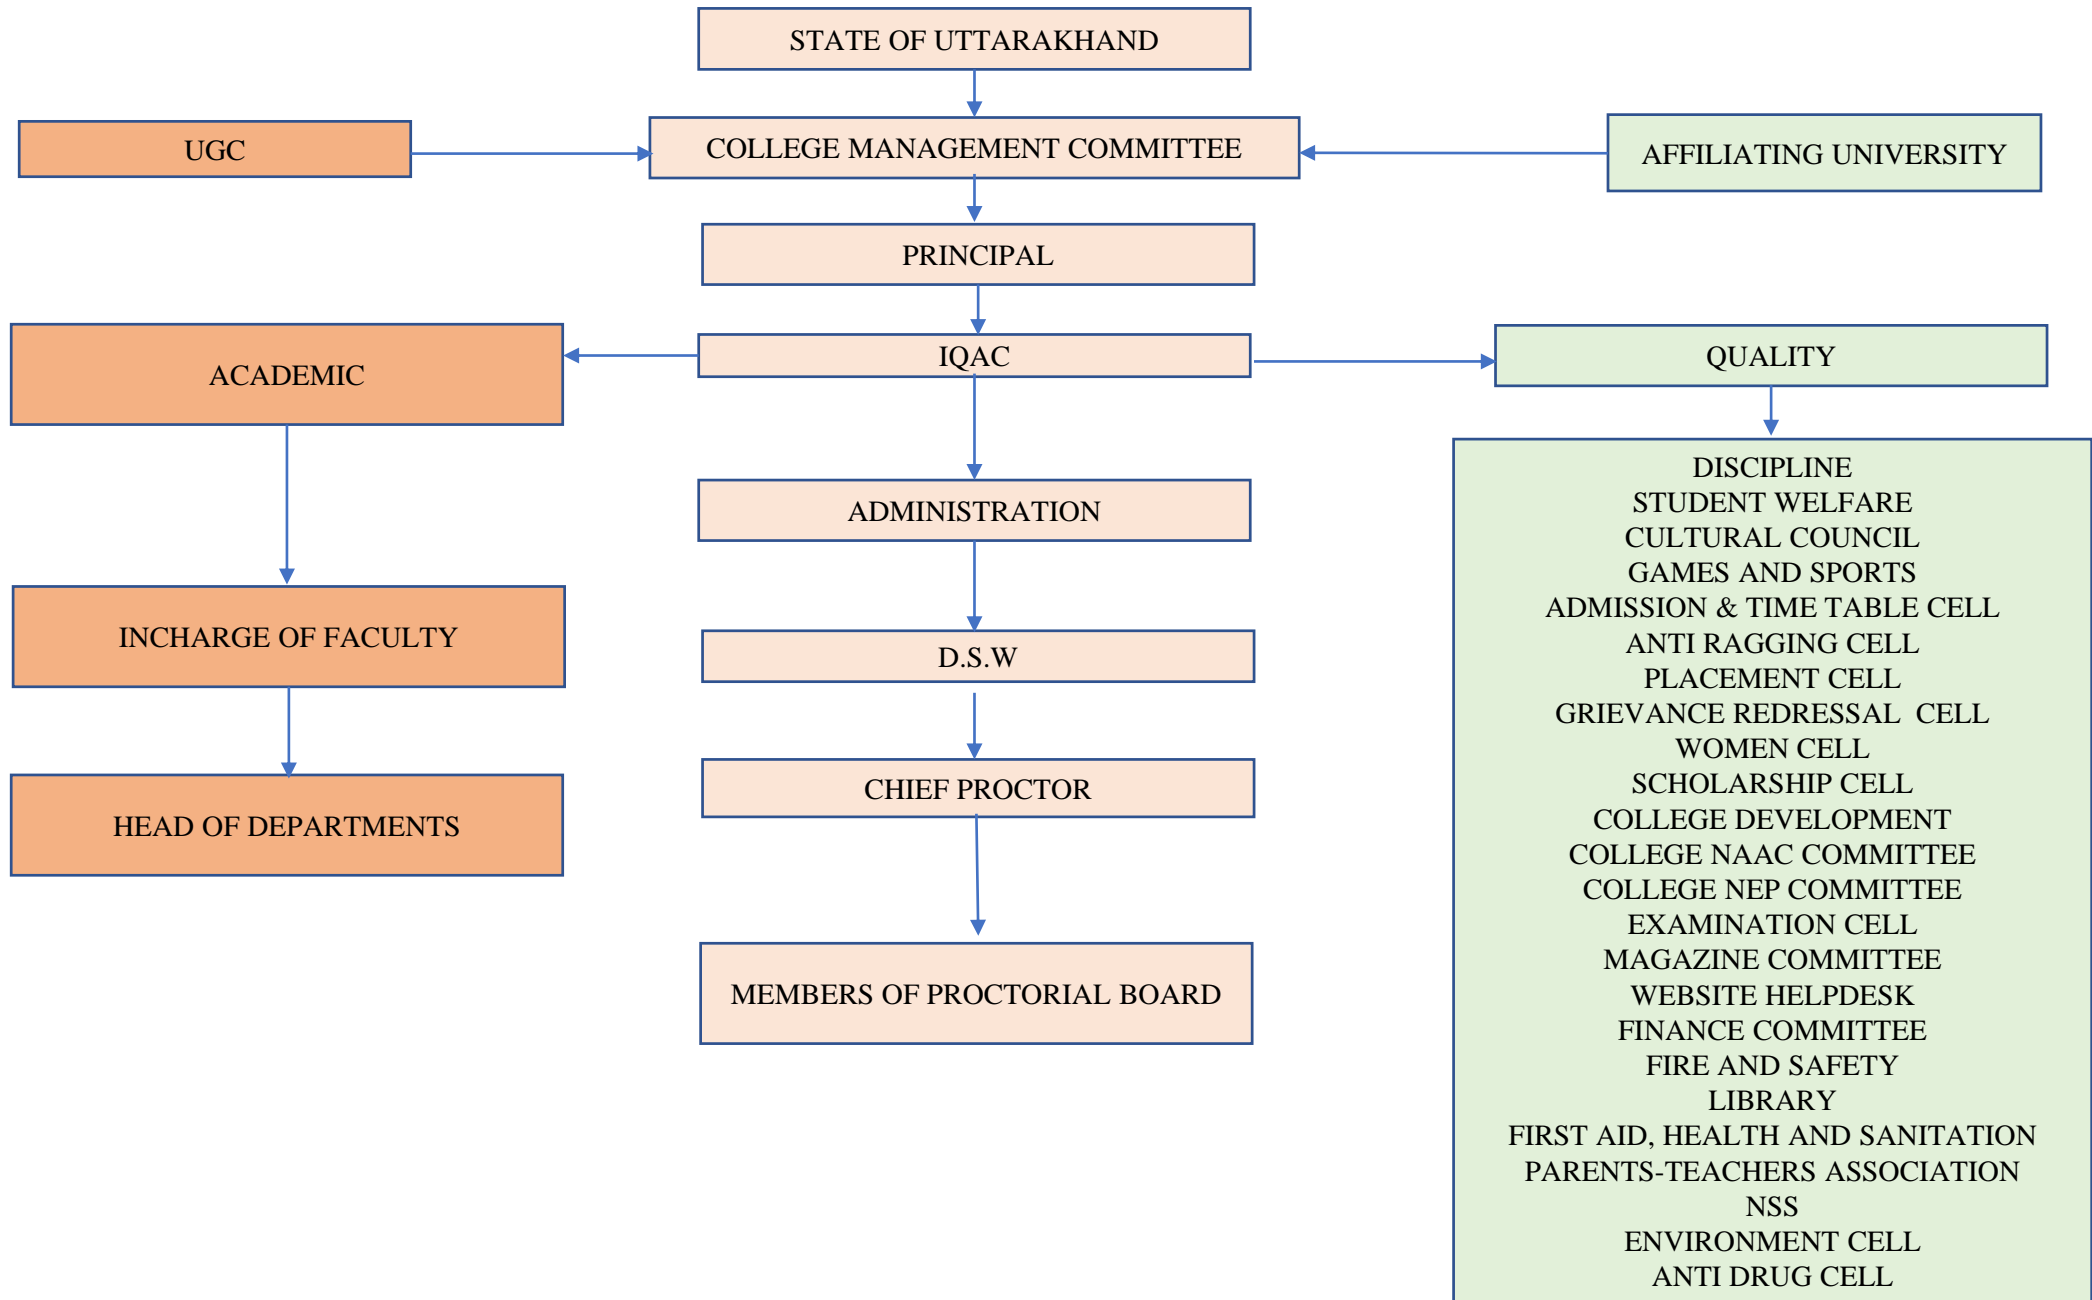 STATE OF UTTARAKHAND
UGC
COLLEGE MANAGEMENT COMMITTEE
AFFILIATING UNIVERSITY
PRINCIPAL
ACADEMIC
IQAC
QUALITY
ADMINISTRATION
INCHARGE OF FACULTY
D.S.W
HEAD OF DEPARTMENTS
CHIEF PROCTOR
MEMBERS OF PROCTORIAL BOARD
DISCIPLINE
STUDENT WELFARE
CULTURAL COUNCIL
GAMES AND SPORTS
ADMISSION & TIME TABLE CELL
ANTI RAGGING CELL
PLACEMENT CELL
GRIEVANCE REDRESSAL  CELL
WOMEN CELL
SCHOLARSHIP CELL
COLLEGE DEVELOPMENT
COLLEGE NAAC COMMITTEE
COLLEGE NEP COMMITTEE
EXAMINATION CELL
MAGAZINE COMMITTEE
WEBSITE HELPDESK
FINANCE COMMITTEE
FIRE AND SAFETY
LIBRARY
FIRST AID, HEALTH AND SANITATION
PARENTS-TEACHERS ASSOCIATION
NSS
ENVIRONMENT CELL
ANTI DRUG CELL